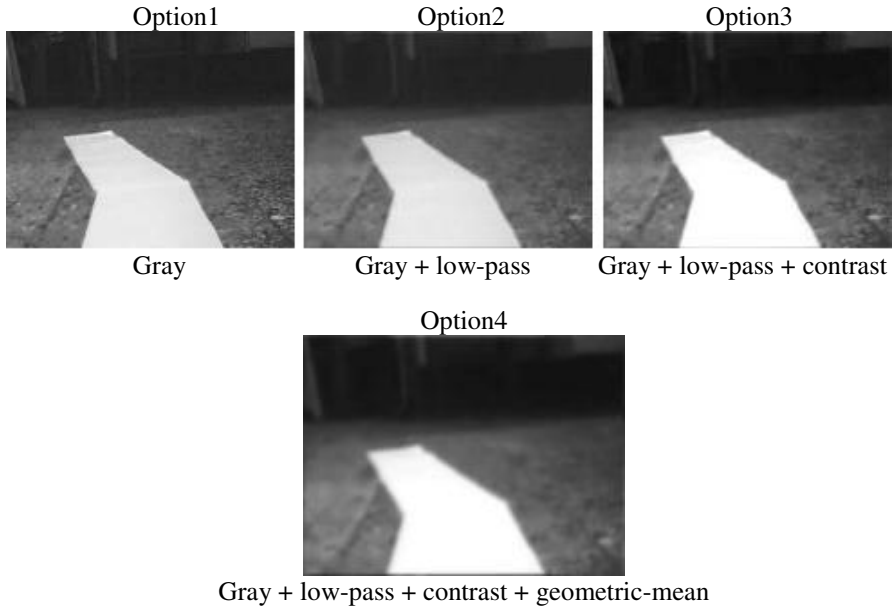 Option1
Option2
Option3
Gray
Gray + low-pass
Gray + low-pass + contrast
Option4
Gray + low-pass + contrast + geometric-mean